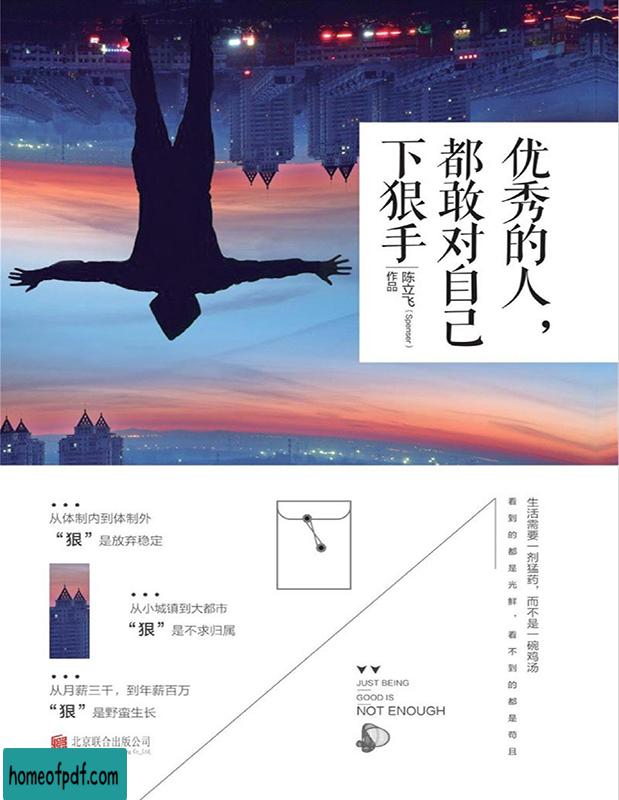 优秀的人，
都敢对自己
下狠手
陈立飞（Spenser）
作品
生活需要一剂猛药，而不是一碗鸡汤
看到的都是光鲜，看不到的都是苟且
从体制内到体制外
“狠”是放弃稳定
从小城镇到大都市
“狠”是不求归属
从月薪三千，到年薪百万
“狠”是野蛮生长
JUST BEING
GOOD IS
NOT ENOUGH
北京联合出版公司
homeofpdf.com